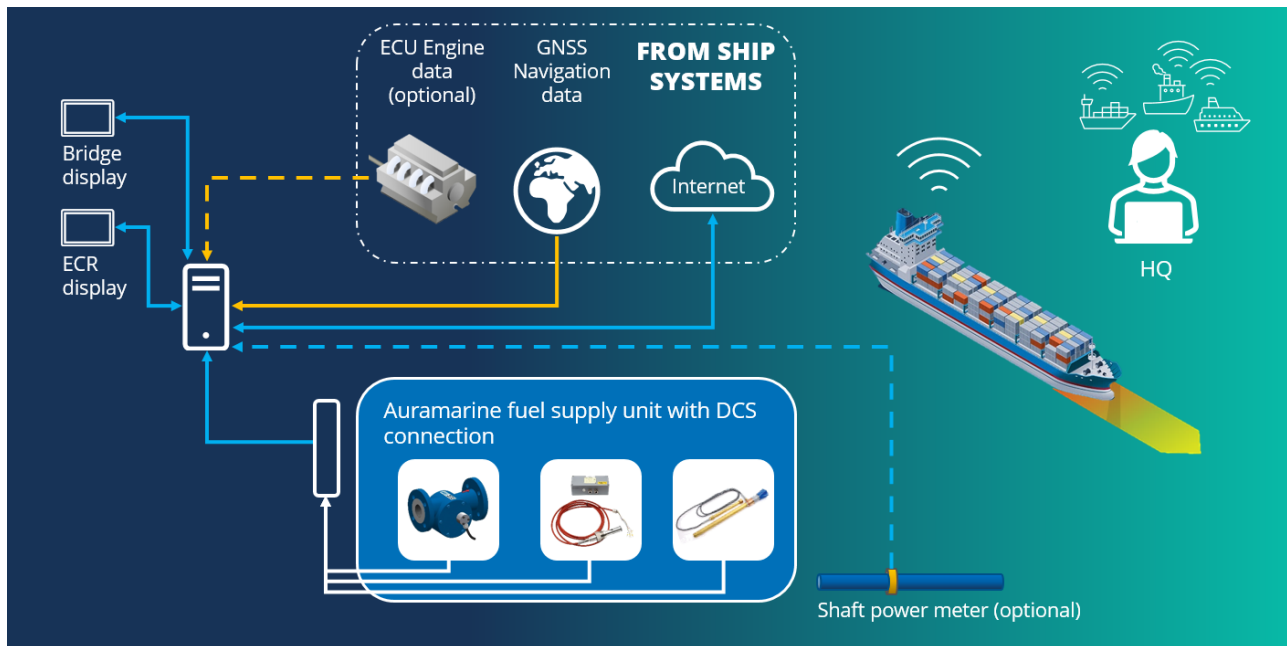 ECU Engine
data
(optional)
GNSS
Navigation
data
FROM SHIP
SYSTEMS
Internet
Bridge
display
ECR
display
HQ
Auramarine fuel supply unit with DCS
connection
Shaft power meter (optional)